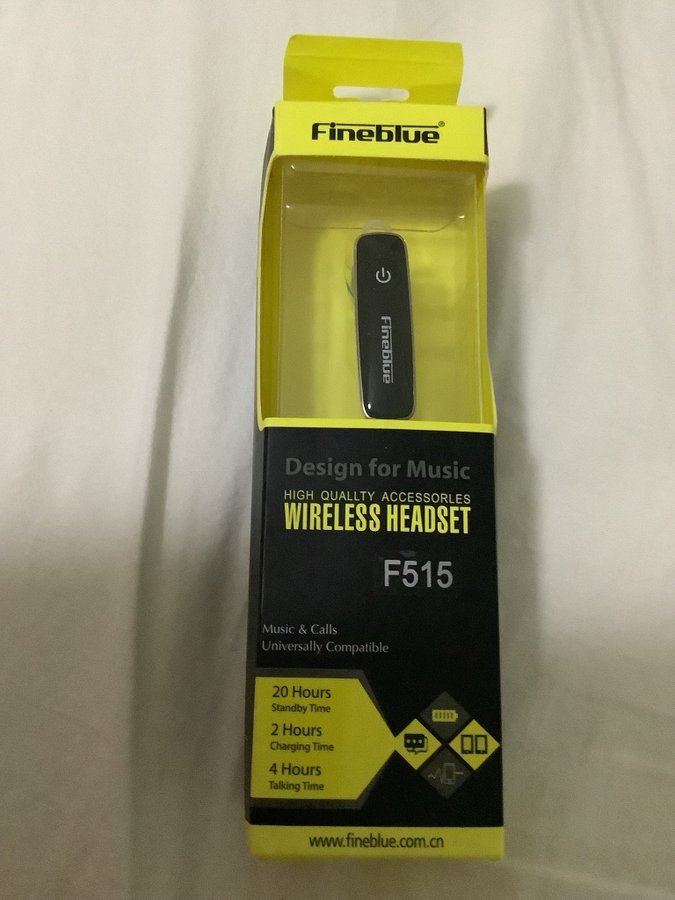 Fineblue®
Fineblue
Design for Music
HIGH QUALLTY ACCESSORLES
WIRELESS HEADSET
F515
Music & Calls
Universally Compatible
20 Hours
Standby Time
2 Hours
Charging Time
4 Hours
Talking Time
www.fineblue.com.cn